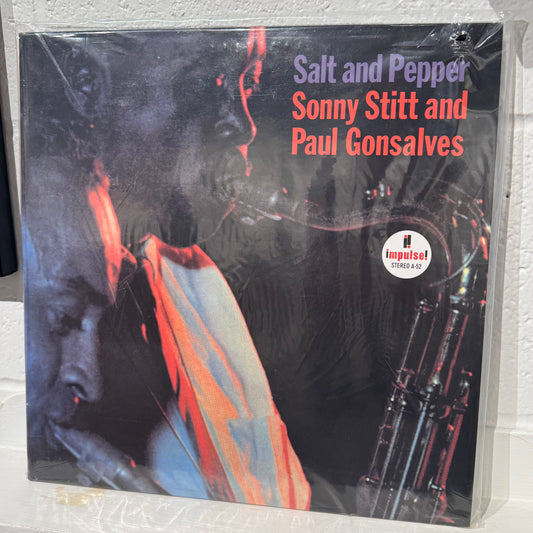 Salt and Pepper
Sonny Stitt and
Paul Gonsalves
i!
impulse!
STEREO A-52